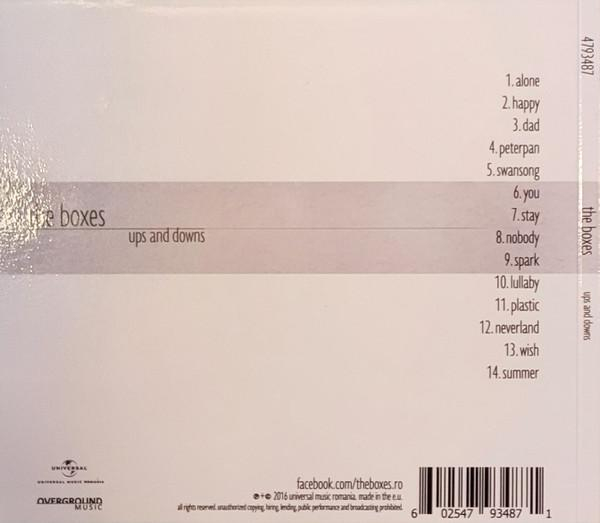 1. alone
2. happy
3. dad
4. peterpan
5. swansong
6. you
7. stay
8. nobody
9. spark
10. lullaby
11. plastic
12. neverland
13. wish
14. summer
the boxes
ups and downs
4793487
the boxes
ups and downs
UNIVERSAL
UNIVERSAL MUSIC ROMANIA
OVERGROUND
MUSIC
facebook.com/theboxes.ro
℗+© 2016 universal music romania, made in the e.u.
all rights reserved. unauthorized copying, hiring, lending, public performance and broadcasting prohibited.
6 02547 93487 1